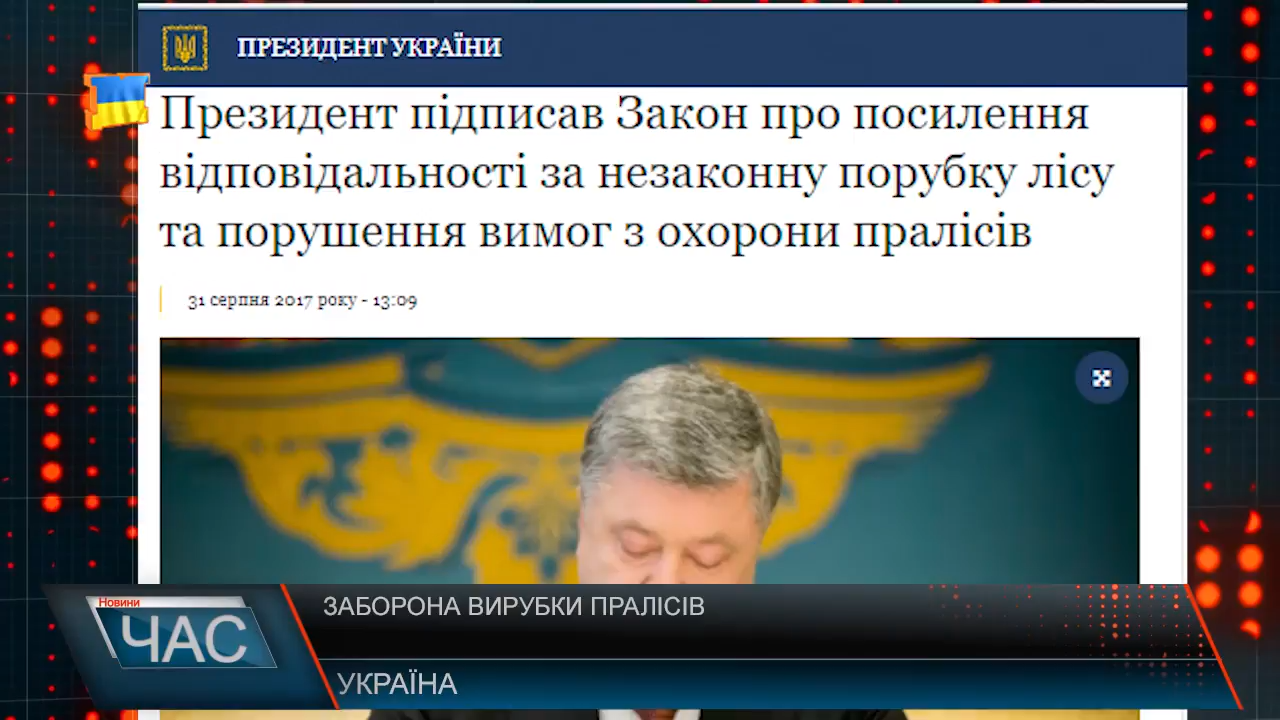 ПРЕЗИДЕНТ УКРАЇНИ
Президент підписав Закон про посилення
відповідальності за незаконну порубку лісу
та порушення вимог з охорони пралісів
31 серпня 2017 року - 13:09
Новини
ЧАС
ЗАБОРОНА ВИРУБКИ ПРАЛІСІВ
УКРАЇНА